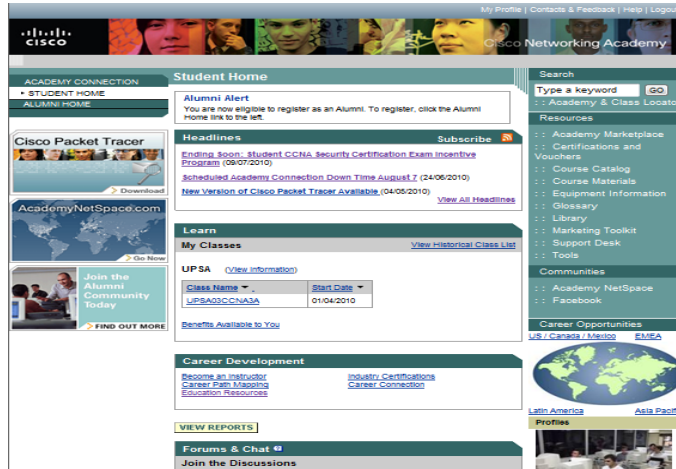 My Profile | Contacts & Feedback | Help | Logou
CISCO
Cisco Networking Academy
ACADEMY CONNECTION
STUDENT HOME
ALUMNI HOME
Cisco Packet Tracer
Download
AcademyNetSpace.com
Go Now
Join the
Alumni
Community
Today
FIND OUT MORE
Student Home
Alumni Alert
You are now eligible to register as an Alumni. To register, click the Alumni
Home link to the left.
Headlines
Subscribe
Ending Soon: Student CCNA Security Certification Exam Incentive
Program (09/07/2010)
Scheduled Academy Connection Down Time August 7 (24/06/2010)
New Version of Cisco Packet Tracer Available (04/05/2010)
View All Headlines
Learn
My Classes
View Historical Class List
UPSA (View Information)
Class Name
Start Date
UPSA03CCNA3A
01/04/2010
Benefits Available to You
Career Development
Become an Instructor
Industry Certifications
Career Path Mapping
Career Connection
Education Resources
VIEW REPORTS
Forums & Chat
Join the Discussions
Search
Type a keyword
GO
:: Academy & Class Locato
Resources
:: Academy Marketplace
:: Certifications and
Vouchers
:: Course Catalog
:: Course Materials
:: Equipment Information
:: Glossary
:: Library
:: Marketing Toolkit
:: Support Desk
:: Tools
Communities
:: Academy NetSpace
:: Facebook
Career Opportunities
US / Canada / Mexico
EMEA
Latin America
Asia Pacif
Profiles